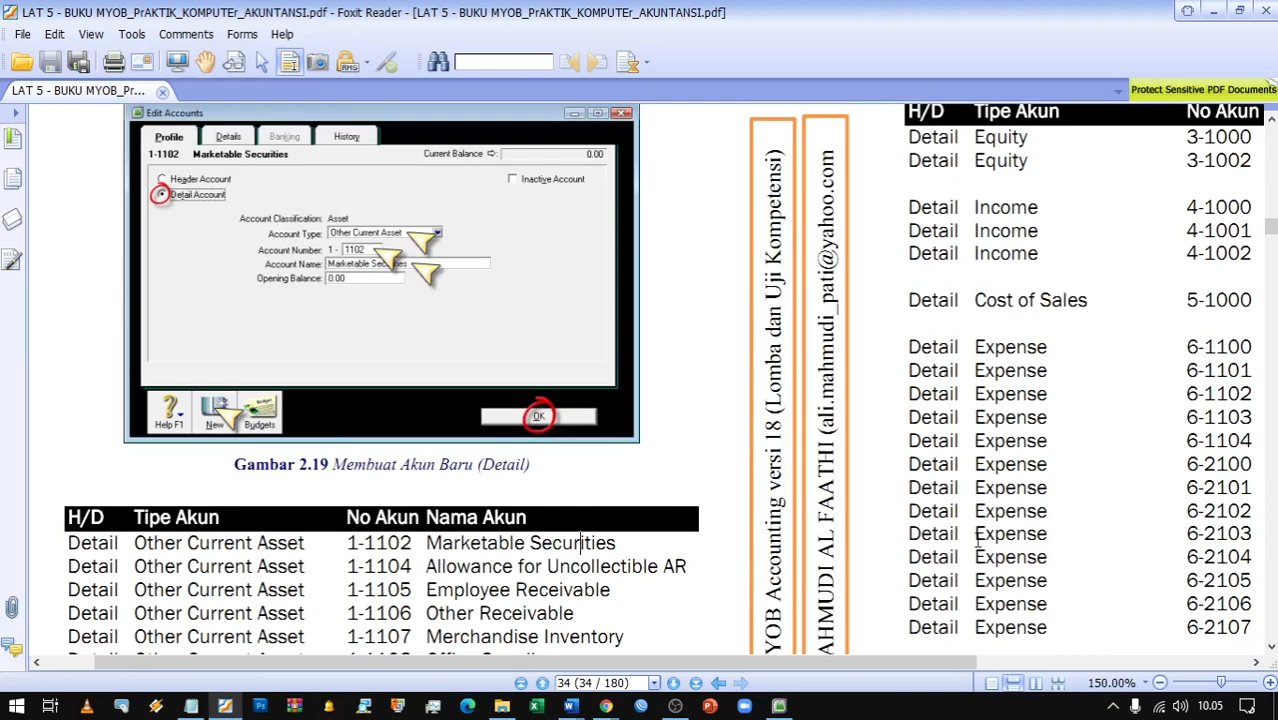 LAT 5 - BUKU MYOB_PrAKTIK_KOMPUTEr_AKUNTANSI.pdf - Foxit Reader - [LAT 5 - BUKU MYOB_PrAKTIK_KOMPUTEr_AKUNTANSI.pdf]
File Edit View Tools Comments Forms Help
RMS
LAT 5 - BUKU MYOB_Pr...
Protect Sensitive PDF Documents
Edit Accounts
Profile Details Banking History
1-1102 Marketable Securities Current Balance 0.00
Header Account Inactive Account
Detail Account
Account Classification: Asset
Account Type: Other Current Asset
Account Number: 1 - 1102
Account Name: Marketable Securities
Opening Balance: 0.00
Help F1 New Budgets OK
Gambar 2.19 Membuat Akun Baru (Detail)
H/D Tipe Akun No Akun Nama Akun
Detail Other Current Asset 1-1102 Marketable Securities
Detail Other Current Asset 1-1104 Allowance for Uncollectible AR
Detail Other Current Asset 1-1105 Employee Receivable
Detail Other Current Asset 1-1106 Other Receivable
Detail Other Current Asset 1-1107 Merchandise Inventory
YOB Accounting versi 18 (Lomba dan Uji Kompetensi)
AHMUDI AL FAATHI (ali.mahmudi_pati@yahoo.com
H/D Tipe Akun No Akun
Detail Equity 3-1000
Detail Equity 3-1002
Detail Income 4-1000
Detail Income 4-1001
Detail Income 4-1002
Detail Cost of Sales 5-1000
Detail Expense 6-1100
Detail Expense 6-1101
Detail Expense 6-1102
Detail Expense 6-1103
Detail Expense 6-1104
Detail Expense 6-2100
Detail Expense 6-2101
Detail Expense 6-2102
Detail Expense 6-2103
Detail Expense 6-2104
Detail Expense 6-2105
Detail Expense 6-2106
Detail Expense 6-2107
34 (34 / 180)
150.00%
10.05